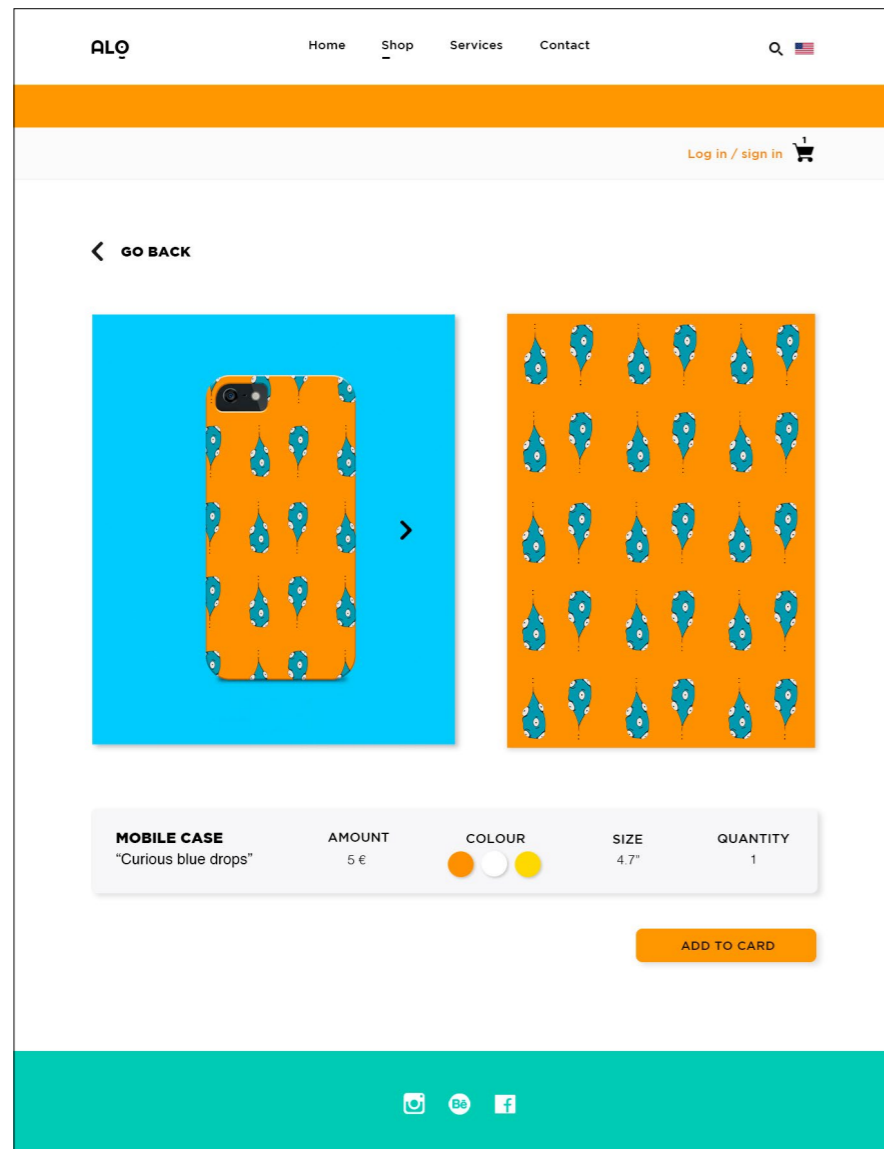 ALO
Home Shop Services Contact
Log in / sign in 1
GO BACK
MOBILE CASE AMOUNT COLOUR SIZE QUANTITY
“Curious blue drops” 5 € 4.7" 1
ADD TO CARD
Bē f